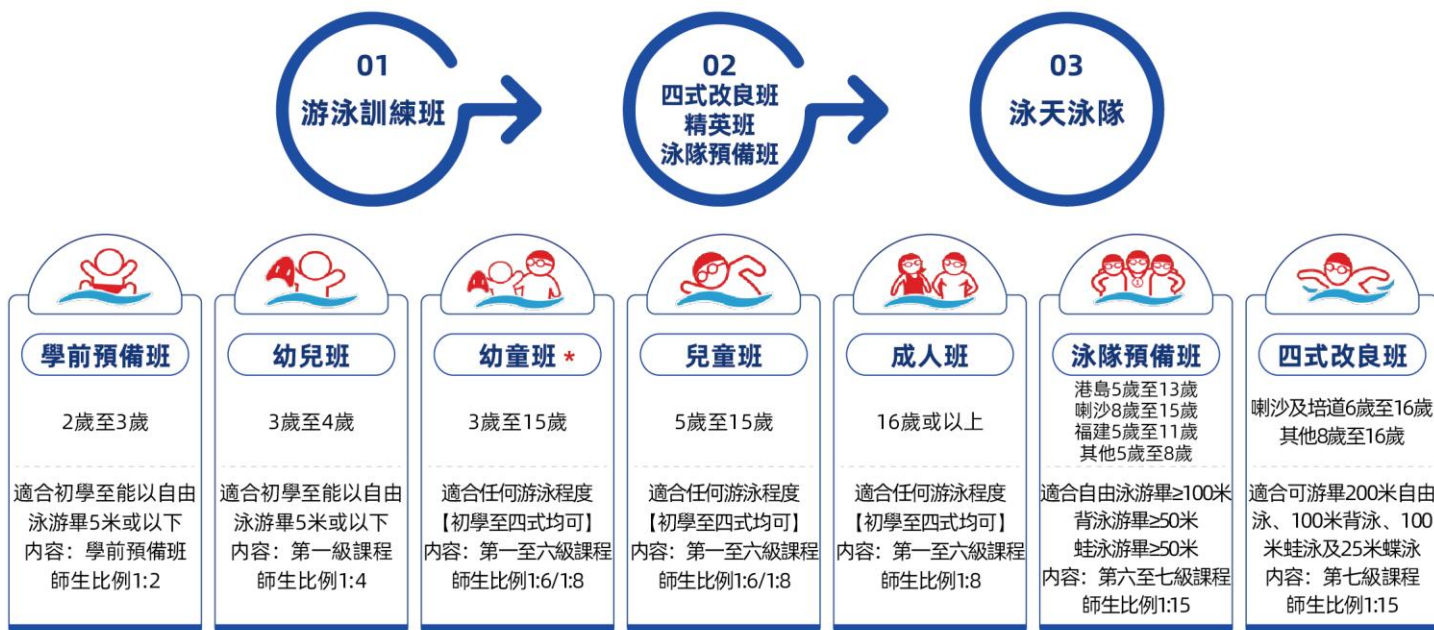 01
游泳訓練班
02
四式改良班
精英班
泳隊預備班
03
泳天泳隊
學前預備班
2歲至3歲
適合初學至能以自由
泳游畢5米或以下
内容：學前預備班
師生比例1:2
幼兒班
3歲至4歲
適合初學至能以自由
泳游畢5米或以下
内容：第一級課程
師生比例1:4
幼童班 *
3歲至15歲
適合任何游泳程度
【初學至四式均可】
内容：第一至六級課程
師生比例1:6/1:8
兒童班
5歲至15歲
適合任何游泳程度
【初學至四式均可】
内容：第一至六級課程
師生比例1:6/1:8
成人班
16歲或以上
適合任何游泳程度
【初學至四式均可】
内容：第一至六級課程
師生比例1:8
泳隊預備班
港島5歲至13歲
喇沙8歲至15歲
福建5歲至11歲
其他5歲至8歲
適合自由泳游畢≥100米
背泳游畢≥50米
蛙泳游畢≥50米
内容：第六至七級課程
師生比例1:15
四式改良班
喇沙及培道6歲至16歲
其他8歲至16歲
適合可游畢200米自由
泳、100米背泳、100
米蛙泳及25米蝶泳
内容：第七級課程
師生比例1:15